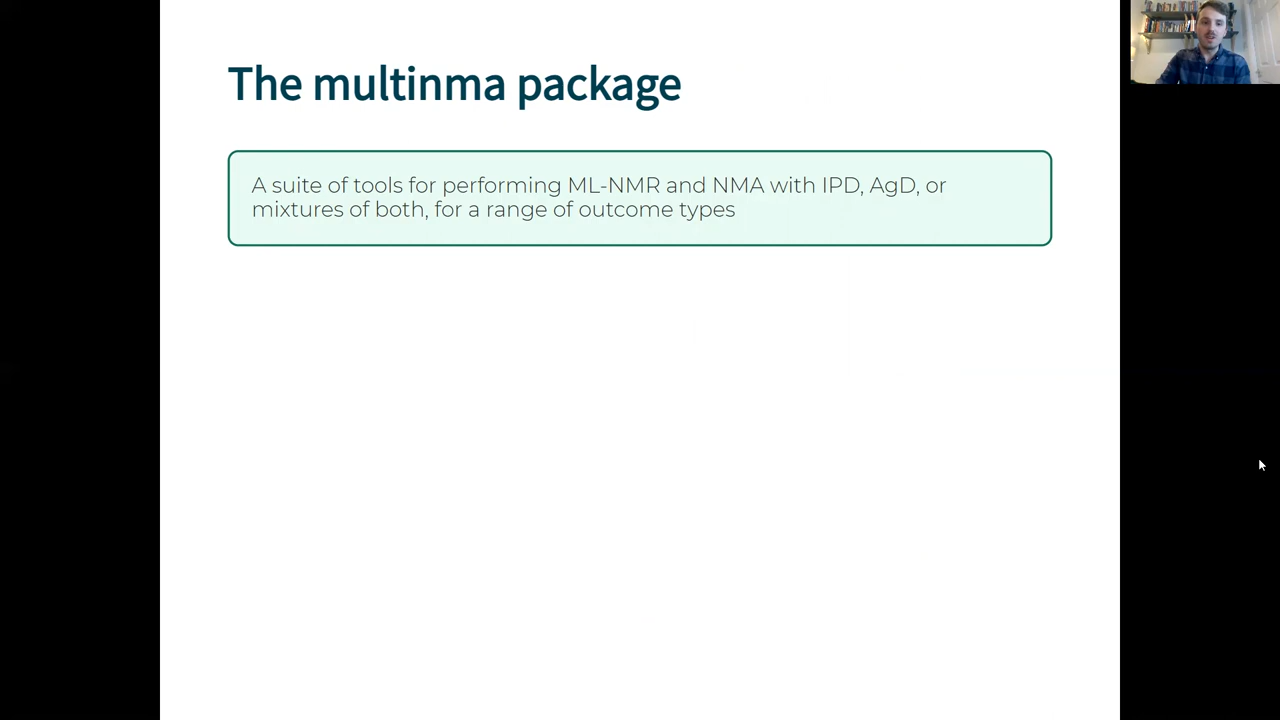 The multinma package
A suite of tools for performing ML-NMR and NMA with IPD, AgD, or
mixtures of both, for a range of outcome types